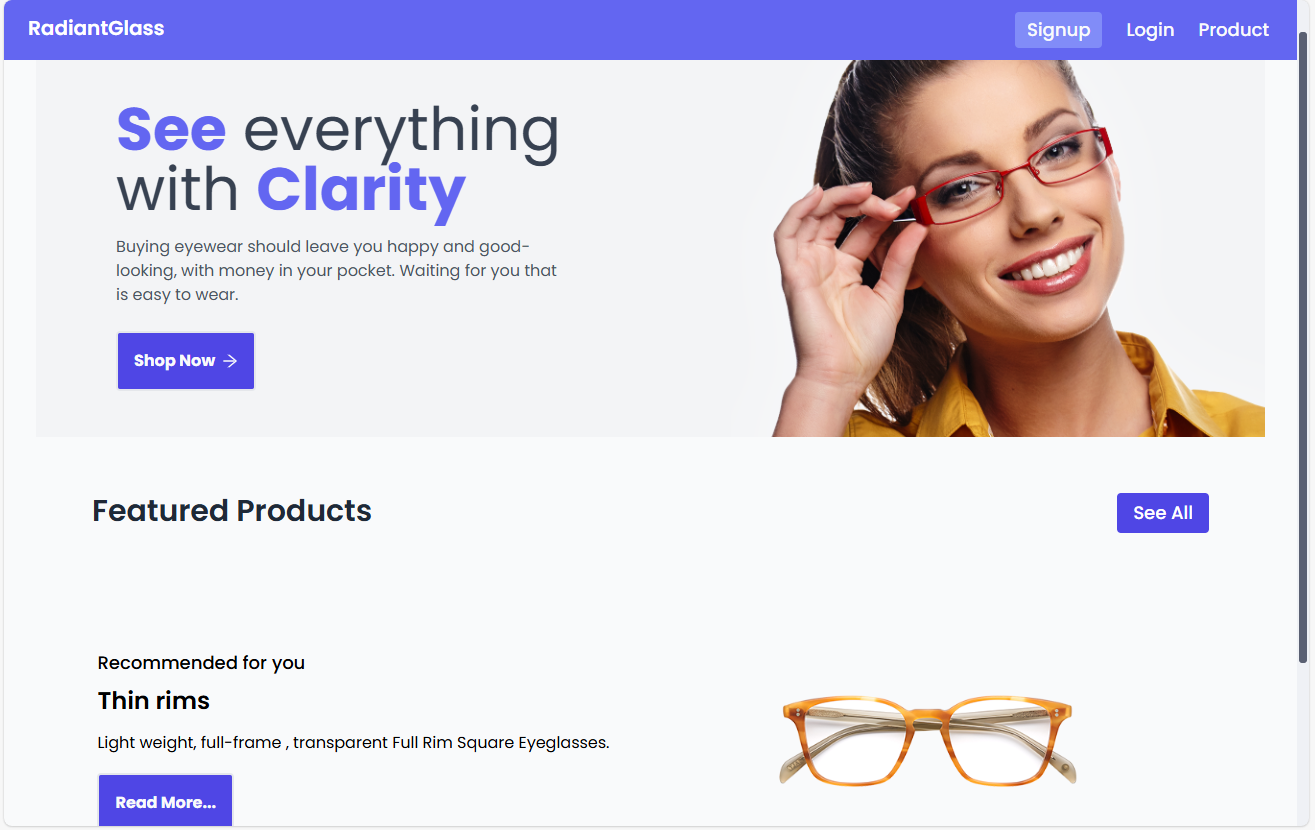 RadiantGlass
Signup Login Product
See everything
with Clarity
Buying eyewear should leave you happy and good-
looking, with money in your pocket. Waiting for you that
is easy to wear.
Shop Now →
Featured Products
See All
Recommended for you
Thin rims
Light weight, full-frame , transparent Full Rim Square Eyeglasses.
Read More...